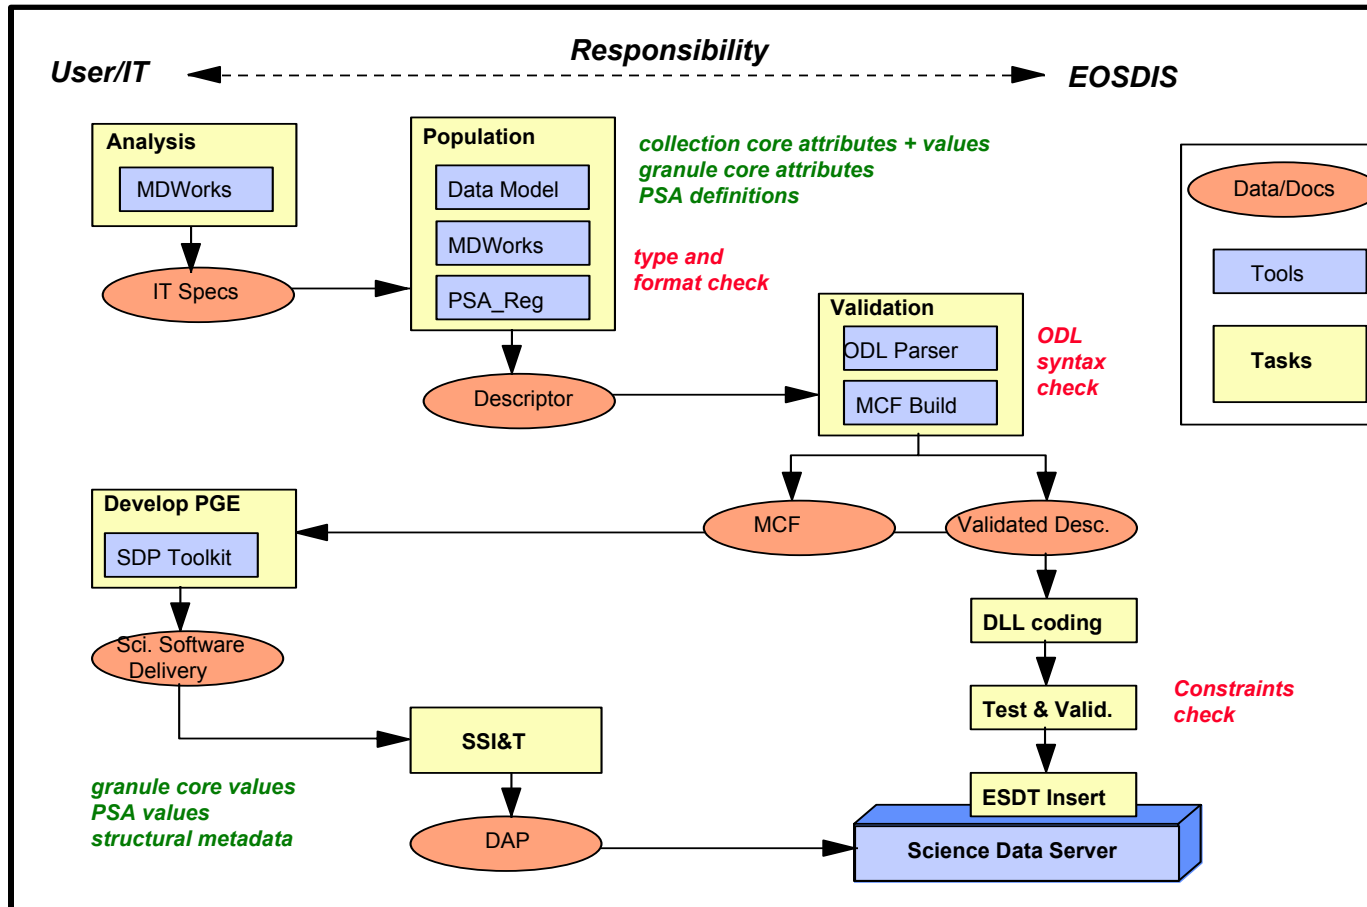 Responsibility
User/IT
EOSDIS
Analysis
MDWorks
IT Specs
Population
Data Model
MDWorks
PSA_Reg
collection core attributes + values
granule core attributes
PSA definitions
type and
format check
Descriptor
Validation
ODL Parser
MCF Build
ODL
syntax
check
Data/Docs
Tools
Tasks
MCF
Validated Desc.
Develop PGE
SDP Toolkit
Sci. Software
Delivery
DLL coding
Test & Valid.
Constraints
check
ESDT Insert
Science Data Server
SSI&T
DAP
granule core values
PSA values
structural metadata